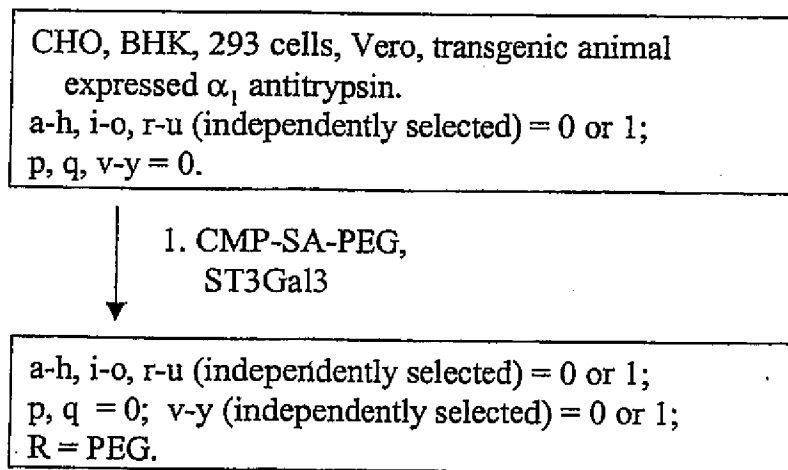 CHO, BHK, 293 cells, Vero, transgenic animal
expressed α₁ antitrypsin.
a-h, i-o, r-u (independently selected) = 0 or 1;
p, q, v-y = 0.
1. CMP-SA-PEG,
ST3Gal3
a-h, i-o, r-u (independently selected) = 0 or 1;
p, q = 0; v-y (independently selected) = 0 or 1;
R = PEG.